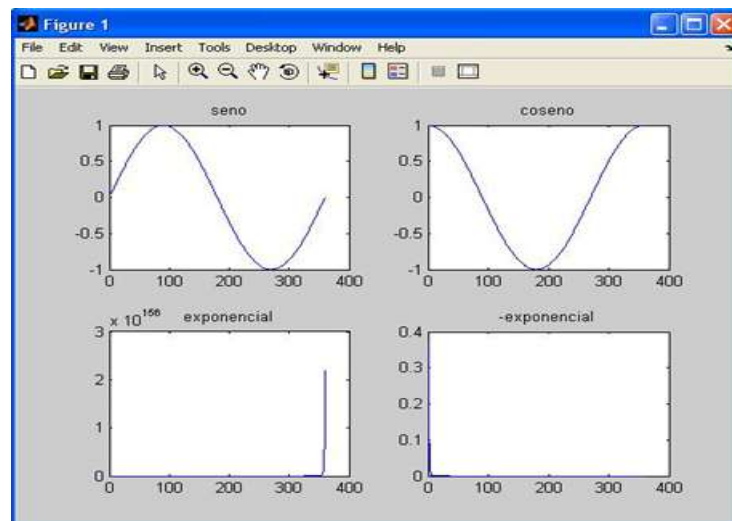 Figure 1
File Edit View Insert Tools Desktop Window Help
seno
1
0.5
0
-0.5
-1
0 100 200 300 400
coseno
1
0.5
0
-0.5
-1
0 100 200 300 400
x 10^156 exponencial
3
2
1
0
0 100 200 300 400
-exponencial
0.4
0.3
0.2
0.1
0
0 100 200 300 400